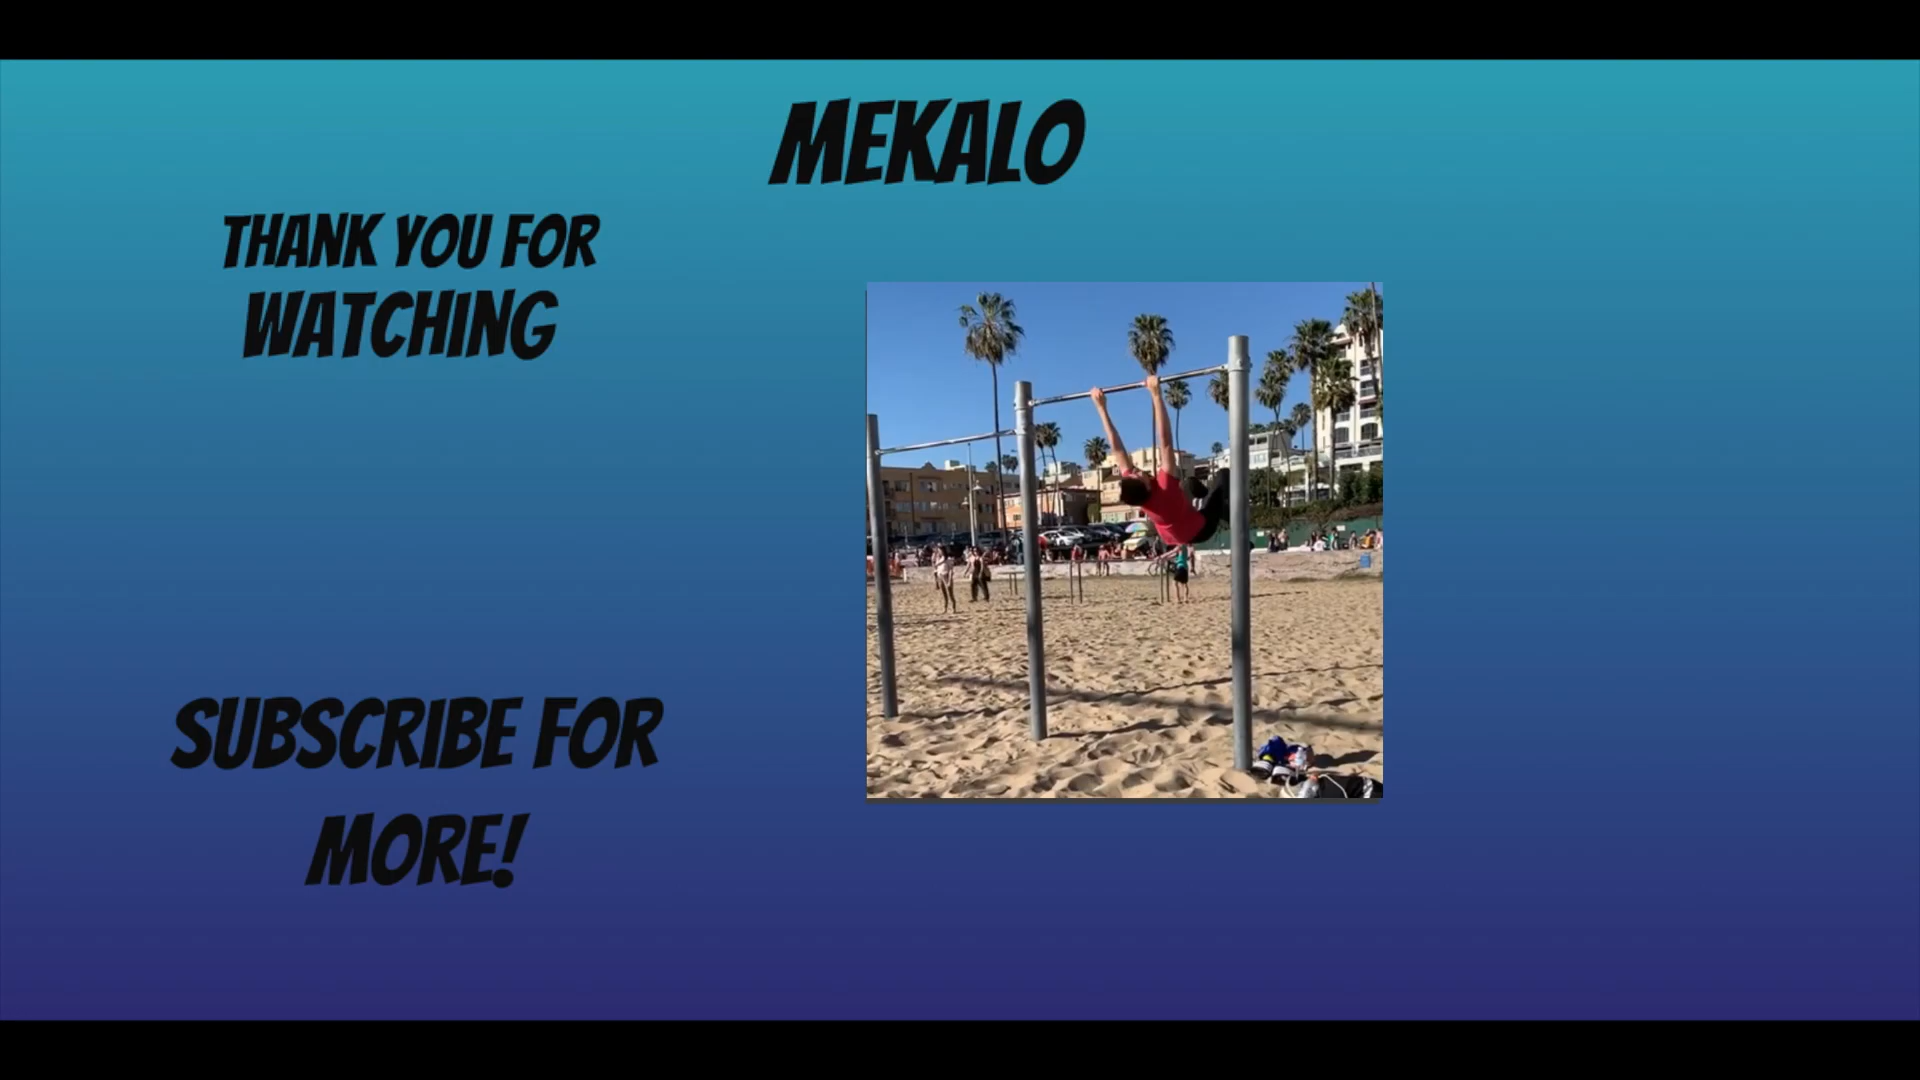 MEKALO
THANK YOU FOR
WATCHING
SUBSCRIBE FOR
MORE!